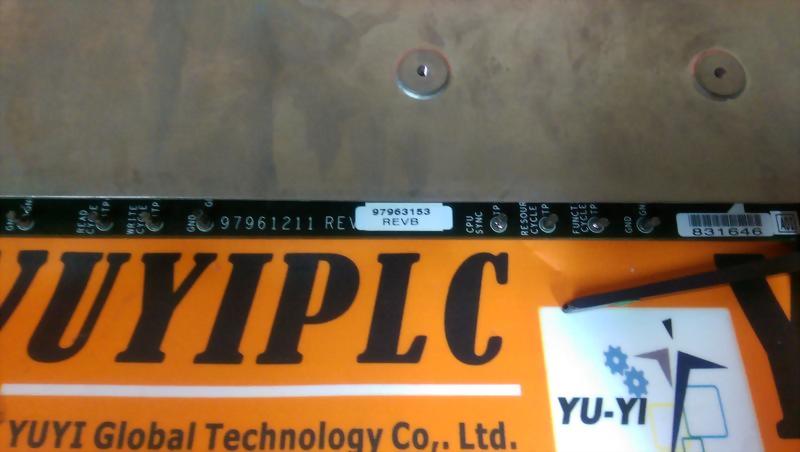 GND
GND
READ CYCLE TP
WRITE CYCLE TP
GND
97961211 REV
97963153
REVB
CPU SYNC TP
RESOUR CYCLE TP
FUNCT CYCLE TP
GND
831646
YUYIPLC
YUYI Global Technology Co,. Ltd.
YU-YI